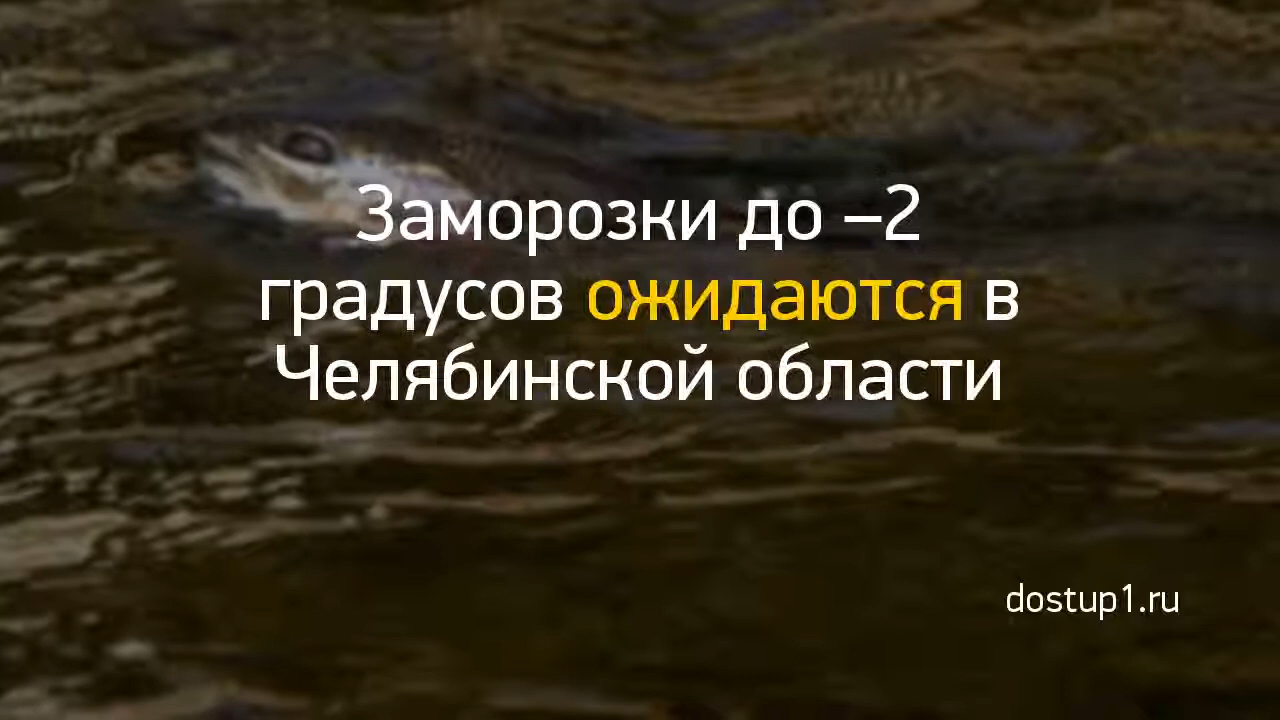 Заморозки до –2
градусов ожидаются в
Челябинской области
dostup1.ru